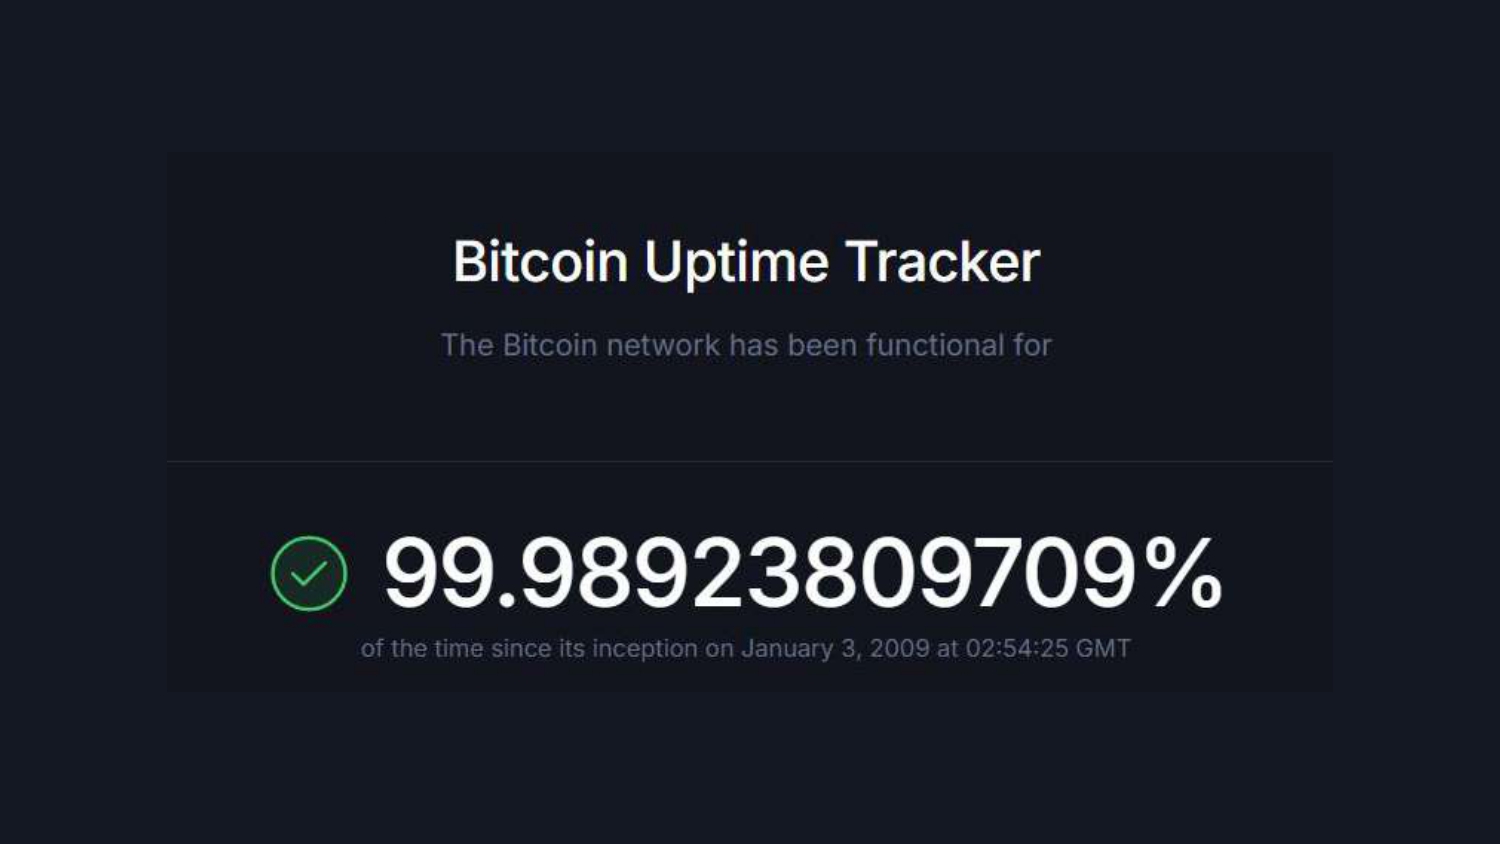 Bitcoin Uptime Tracker
The Bitcoin network has been functional for
99.98923809709%
of the time since its inception on January 3, 2009 at 02:54:25 GMT